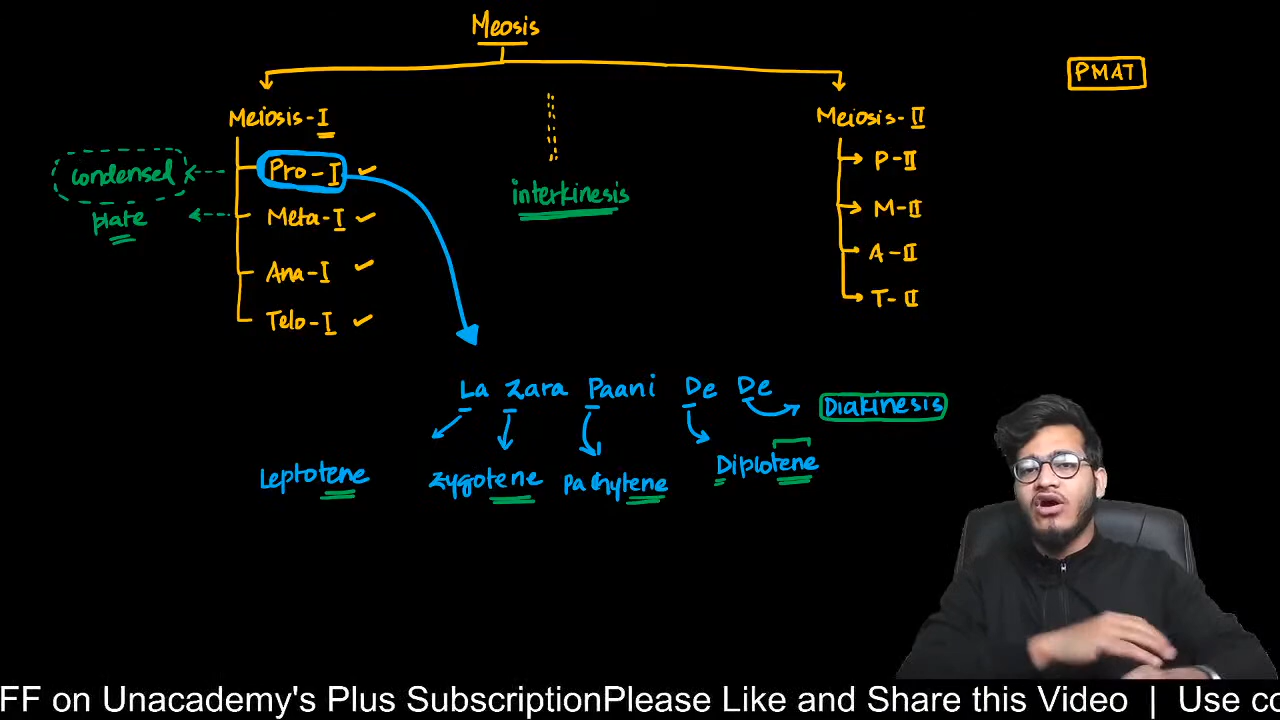 Meosis
PMAT
Meiosis-I
Meiosis-II
condensed
Pro-I
P-II
interkinesis
plate
Meta-I
M-II
Ana-I
A-II
Telo-I
T-II
La Zara Paani De De
Diakinesis
Leptotene
Zygotene
Pachytene
Diplotene
FF on Unacademy's Plus SubscriptionPlease Like and Share this Video | Use co